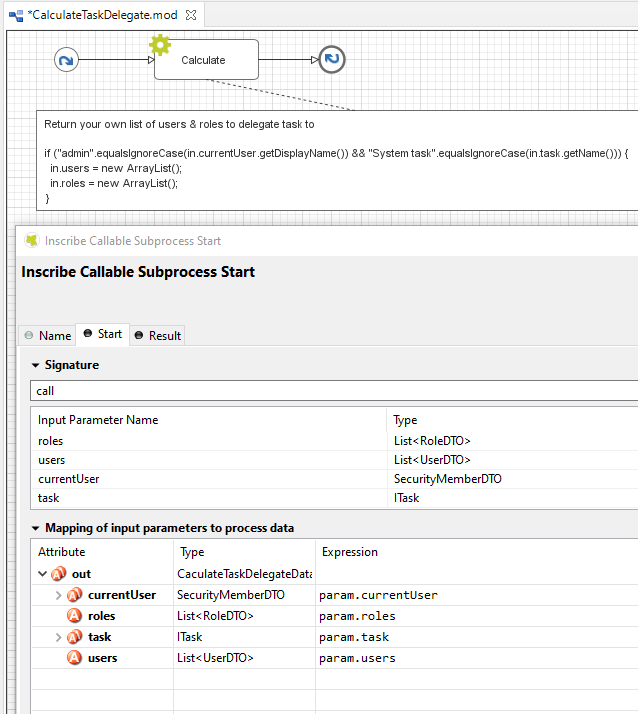 *CalculateTaskDelegate.mod
Calculate
Return your own list of users & roles to delegate task to
if ("admin".equalsIgnoreCase(in.currentUser.getDisplayName()) && "System task".equalsIgnoreCase(in.task.getName())) {
in.users = new ArrayList();
in.roles = new ArrayList();
}
Inscribe Callable Subprocess Start
Inscribe Callable Subprocess Start
Name Start Result
Signature
call
Input Parameter Name Type
roles List<RoleDTO>
users List<UserDTO>
currentUser SecurityMemberDTO
task ITask
Mapping of input parameters to process data
Attribute Type Expression
out CaculateTaskDelegateData
currentUser SecurityMemberDTO param.currentUser
roles List<RoleDTO> param.roles
task ITask param.task
users List<UserDTO> param.users